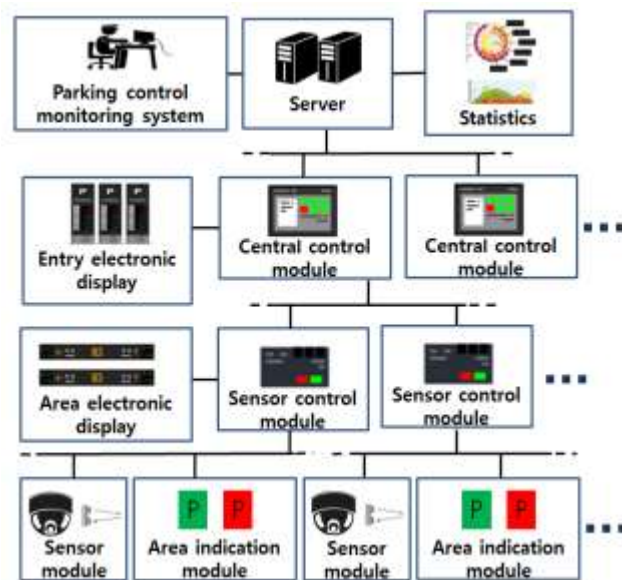 Parking control
monitoring system
Server
Statistics
P P P
Entry electronic
display
Central control
module
Central control
module
Area electronic
display
Sensor control
module
Sensor control
module
Sensor
module
P P
Area indication
module
Sensor
module
P P
Area indication
module